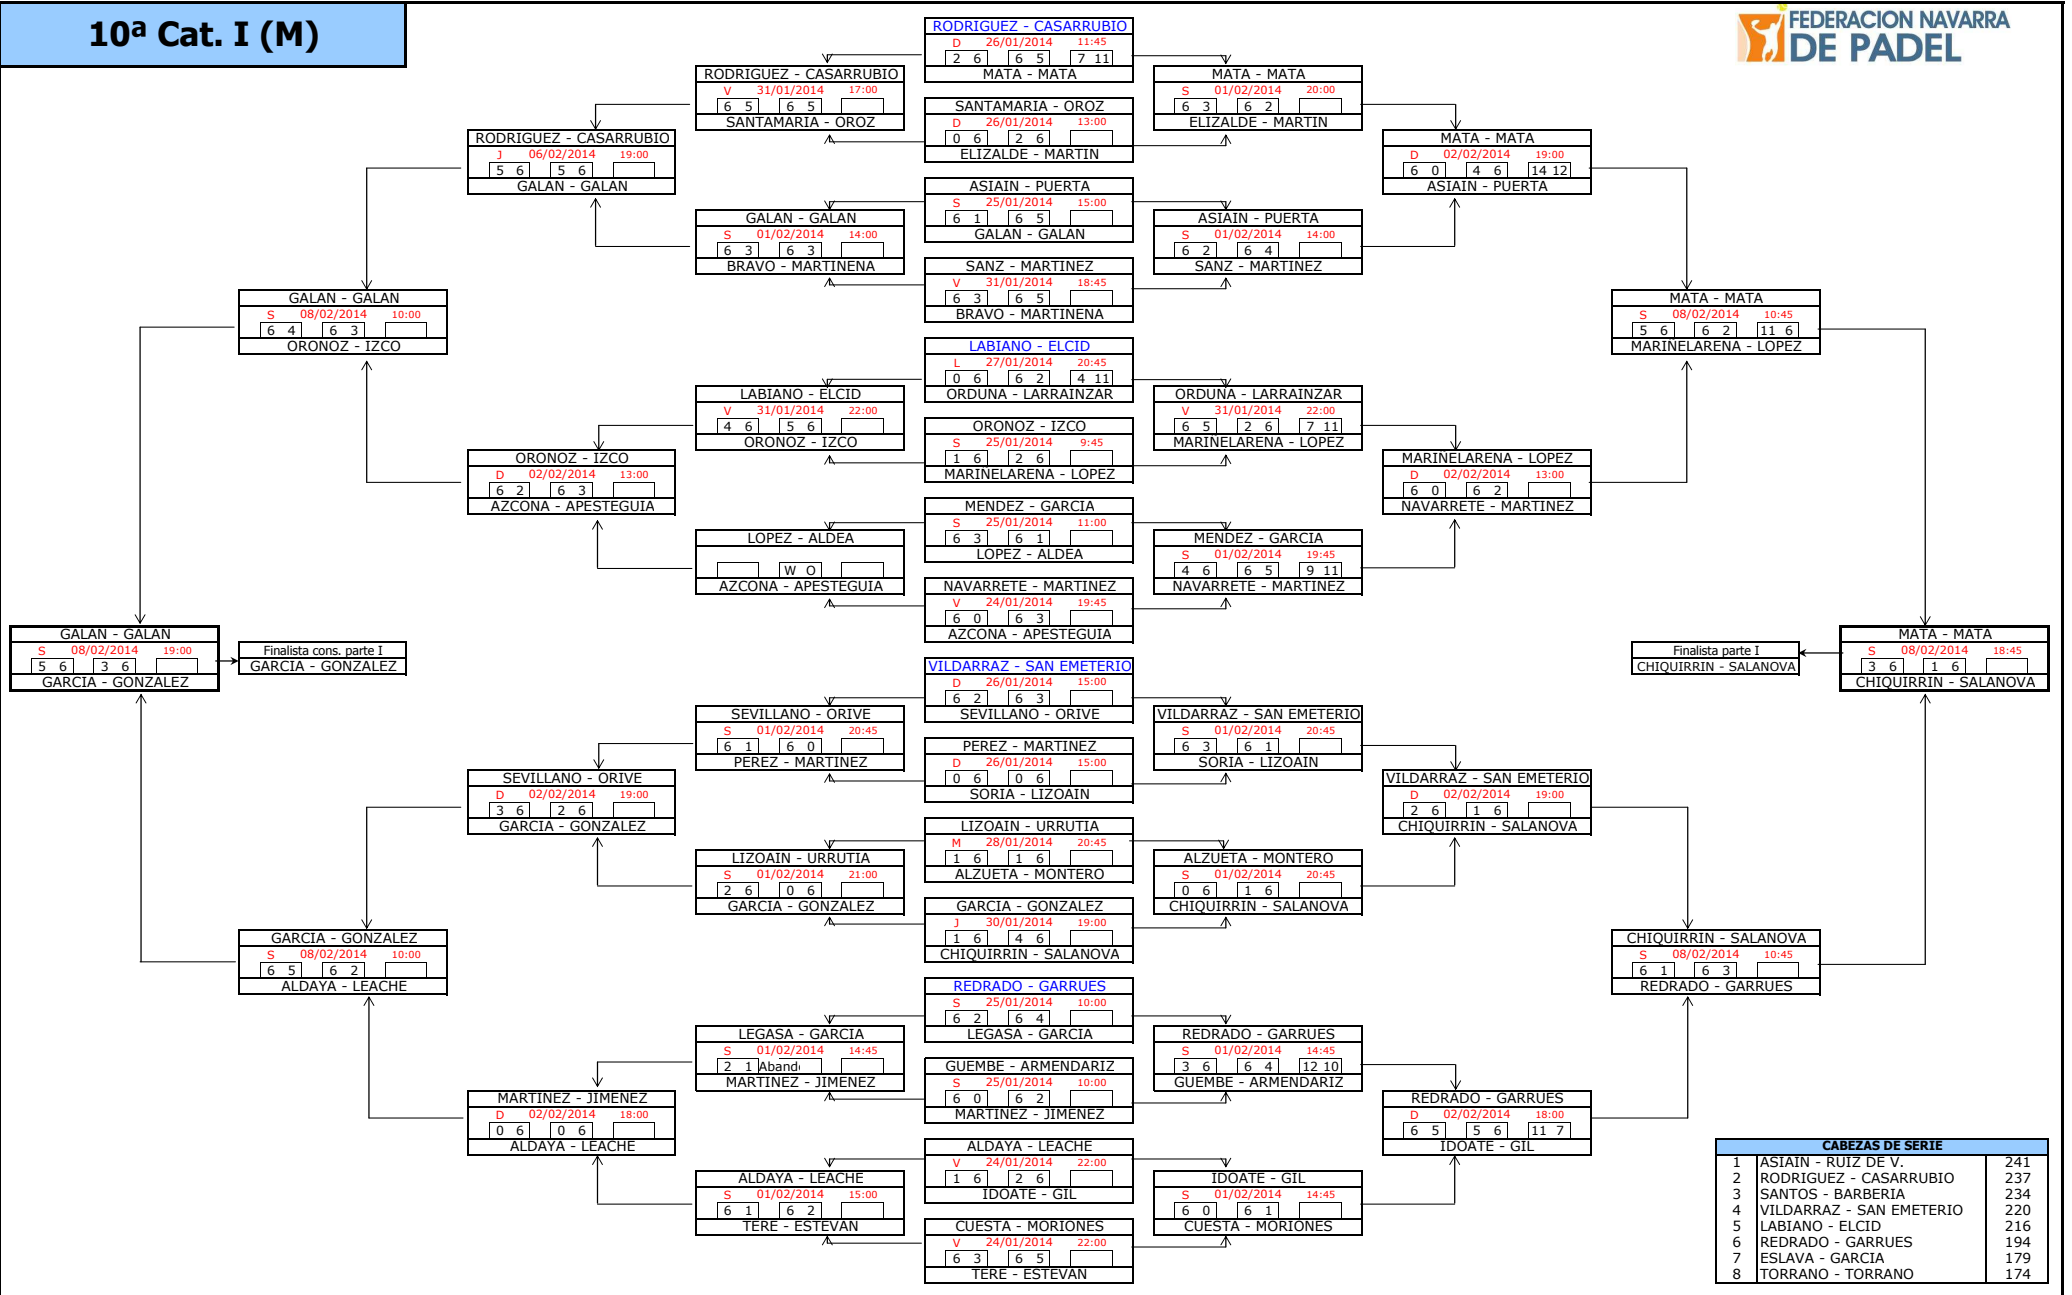 10ª Cat. I (M)
FEDERACION NAVARRA
DE PADEL
GALAN - GALAN
S 08/02/2014 19:00
5 6 3 6
GARCIA - GONZALEZ
Finalista cons. parte I
GARCIA - GONZALEZ
GALAN - GALAN
S 08/02/2014 10:00
6 4 6 3
ORONOZ - IZCO
GARCIA - GONZALEZ
S 08/02/2014 10:00
6 5 6 2
ALDAYA - LEACHE
RODRIGUEZ - CASARRUBIO
J 06/02/2014 19:00
5 6 5 6
GALAN - GALAN
ORONOZ - IZCO
D 02/02/2014 13:00
6 2 6 3
AZCONA - APESTEGUIA
SEVILLANO - ORIVE
D 02/02/2014 19:00
3 6 2 6
GARCIA - GONZALEZ
MARTINEZ - JIMENEZ
D 02/02/2014 18:00
0 6 0 6
ALDAYA - LEACHE
RODRIGUEZ - CASARRUBIO
V 31/01/2014 17:00
6 5 6 5
SANTAMARIA - OROZ
GALAN - GALAN
S 01/02/2014 14:00
6 3 6 3
BRAVO - MARTINENA
LABIANO - ELCID
V 31/01/2014 22:00
4 6 5 6
ORONOZ - IZCO
LOPEZ - ALDEA
W O
AZCONA - APESTEGUIA
SEVILLANO - ORIVE
S 01/02/2014 20:45
6 1 6 0
PEREZ - MARTINEZ
LIZOAIN - URRUTIA
S 01/02/2014 21:00
2 6 0 6
GARCIA - GONZALEZ
LEGASA - GARCIA
S 01/02/2014 14:45
2 1 Aband
MARTINEZ - JIMENEZ
ALDAYA - LEACHE
S 01/02/2014 15:00
6 1 6 2
TERE - ESTEVAN
RODRIGUEZ - CASARRUBIO
D 26/01/2014 11:45
2 6 6 5 7 11
MATA - MATA
SANTAMARIA - OROZ
D 26/01/2014 13:00
0 6 2 6
ELIZALDE - MARTIN
ASIAIN - PUERTA
S 25/01/2014 15:00
6 1 6 5
GALAN - GALAN
SANZ - MARTINEZ
V 31/01/2014 18:45
6 3 6 5
BRAVO - MARTINENA
LABIANO - ELCID
L 27/01/2014 20:45
0 6 6 2 4 11
ORDUNA - LARRAINZAR
ORONOZ - IZCO
S 25/01/2014 9:45
1 6 2 6
MARINELARENA - LOPEZ
MENDEZ - GARCIA
S 25/01/2014 11:00
6 3 6 1
LOPEZ - ALDEA
NAVARRETE - MARTINEZ
V 24/01/2014 19:45
6 0 6 3
AZCONA - APESTEGUIA
VILDARRAZ - SAN EMETERIO
D 26/01/2014 15:00
6 2 6 3
SEVILLANO - ORIVE
PEREZ - MARTINEZ
D 26/01/2014 15:00
0 6 0 6
SORIA - LIZOAIN
LIZOAIN - URRUTIA
M 28/01/2014 20:45
1 6 1 6
ALZUETA - MONTERO
GARCIA - GONZALEZ
J 30/01/2014 19:00
1 6 4 6
CHIQUIRRIN - SALANOVA
REDRADO - GARRUES
S 25/01/2014 10:00
6 2 6 4
LEGASA - GARCIA
GUEMBE - ARMENDARIZ
S 25/01/2014 10:00
6 0 6 2
MARTINEZ - JIMENEZ
ALDAYA - LEACHE
V 24/01/2014 22:00
1 6 2 6
IDOATE - GIL
CUESTA - MORIONES
V 24/01/2014 22:00
6 3 6 5
TERE - ESTEVAN
MATA - MATA
S 01/02/2014 20:00
6 3 6 2
ELIZALDE - MARTIN
ASIAIN - PUERTA
S 01/02/2014 14:00
6 2 6 4
SANZ - MARTINEZ
ORDUNA - LARRAINZAR
V 31/01/2014 22:00
6 5 2 6 7 11
MARINELARENA - LOPEZ
MENDEZ - GARCIA
S 01/02/2014 19:45
4 6 6 5 9 11
NAVARRETE - MARTINEZ
VILDARRAZ - SAN EMETERIO
S 01/02/2014 20:45
6 3 6 1
SORIA - LIZOAIN
ALZUETA - MONTERO
S 01/02/2014 20:45
0 6 1 6
CHIQUIRRIN - SALANOVA
REDRADO - GARRUES
S 01/02/2014 14:45
3 6 6 4 12 10
GUEMBE - ARMENDARIZ
IDOATE - GIL
S 01/02/2014 14:45
6 0 6 1
CUESTA - MORIONES
MATA - MATA
D 02/02/2014 19:00
6 0 4 6 14 12
ASIAIN - PUERTA
MARINELARENA - LOPEZ
D 02/02/2014 13:00
6 0 6 2
NAVARRETE - MARTINEZ
VILDARRAZ - SAN EMETERIO
D 02/02/2014 19:00
2 6 1 6
CHIQUIRRIN - SALANOVA
REDRADO - GARRUES
D 02/02/2014 18:00
6 5 5 6 11 7
IDOATE - GIL
MATA - MATA
S 08/02/2014 10:45
5 6 6 2 11 6
MARINELARENA - LOPEZ
CHIQUIRRIN - SALANOVA
S 08/02/2014 10:45
6 1 6 3
REDRADO - GARRUES
Finalista parte I
CHIQUIRRIN - SALANOVA
MATA - MATA
S 08/02/2014 18:45
3 6 1 6
CHIQUIRRIN - SALANOVA
CABEZAS DE SERIE
1 ASIAIN - RUIZ DE V. 241
2 RODRIGUEZ - CASARRUBIO 237
3 SANTOS - BARBERIA 234
4 VILDARRAZ - SAN EMETERIO 220
5 LABIANO - ELCID 216
6 REDRADO - GARRUES 194
7 ESLAVA - GARCIA 179
8 TORRANO - TORRANO 174